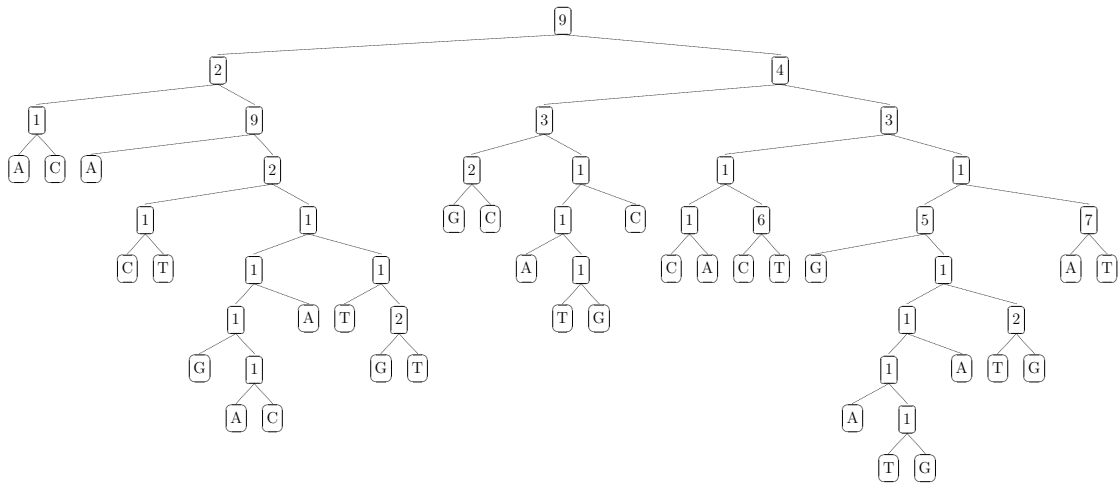 9
2 4
1 9 3 3
A C A 2 2 1 1 1
1 1 G C 1 C 1 6 5 7
C T 1 1 A 1 C A C T G 1 A T
1 A T 2 T G 1 2
G 1 G T 1 A T G
A C A 1
T G